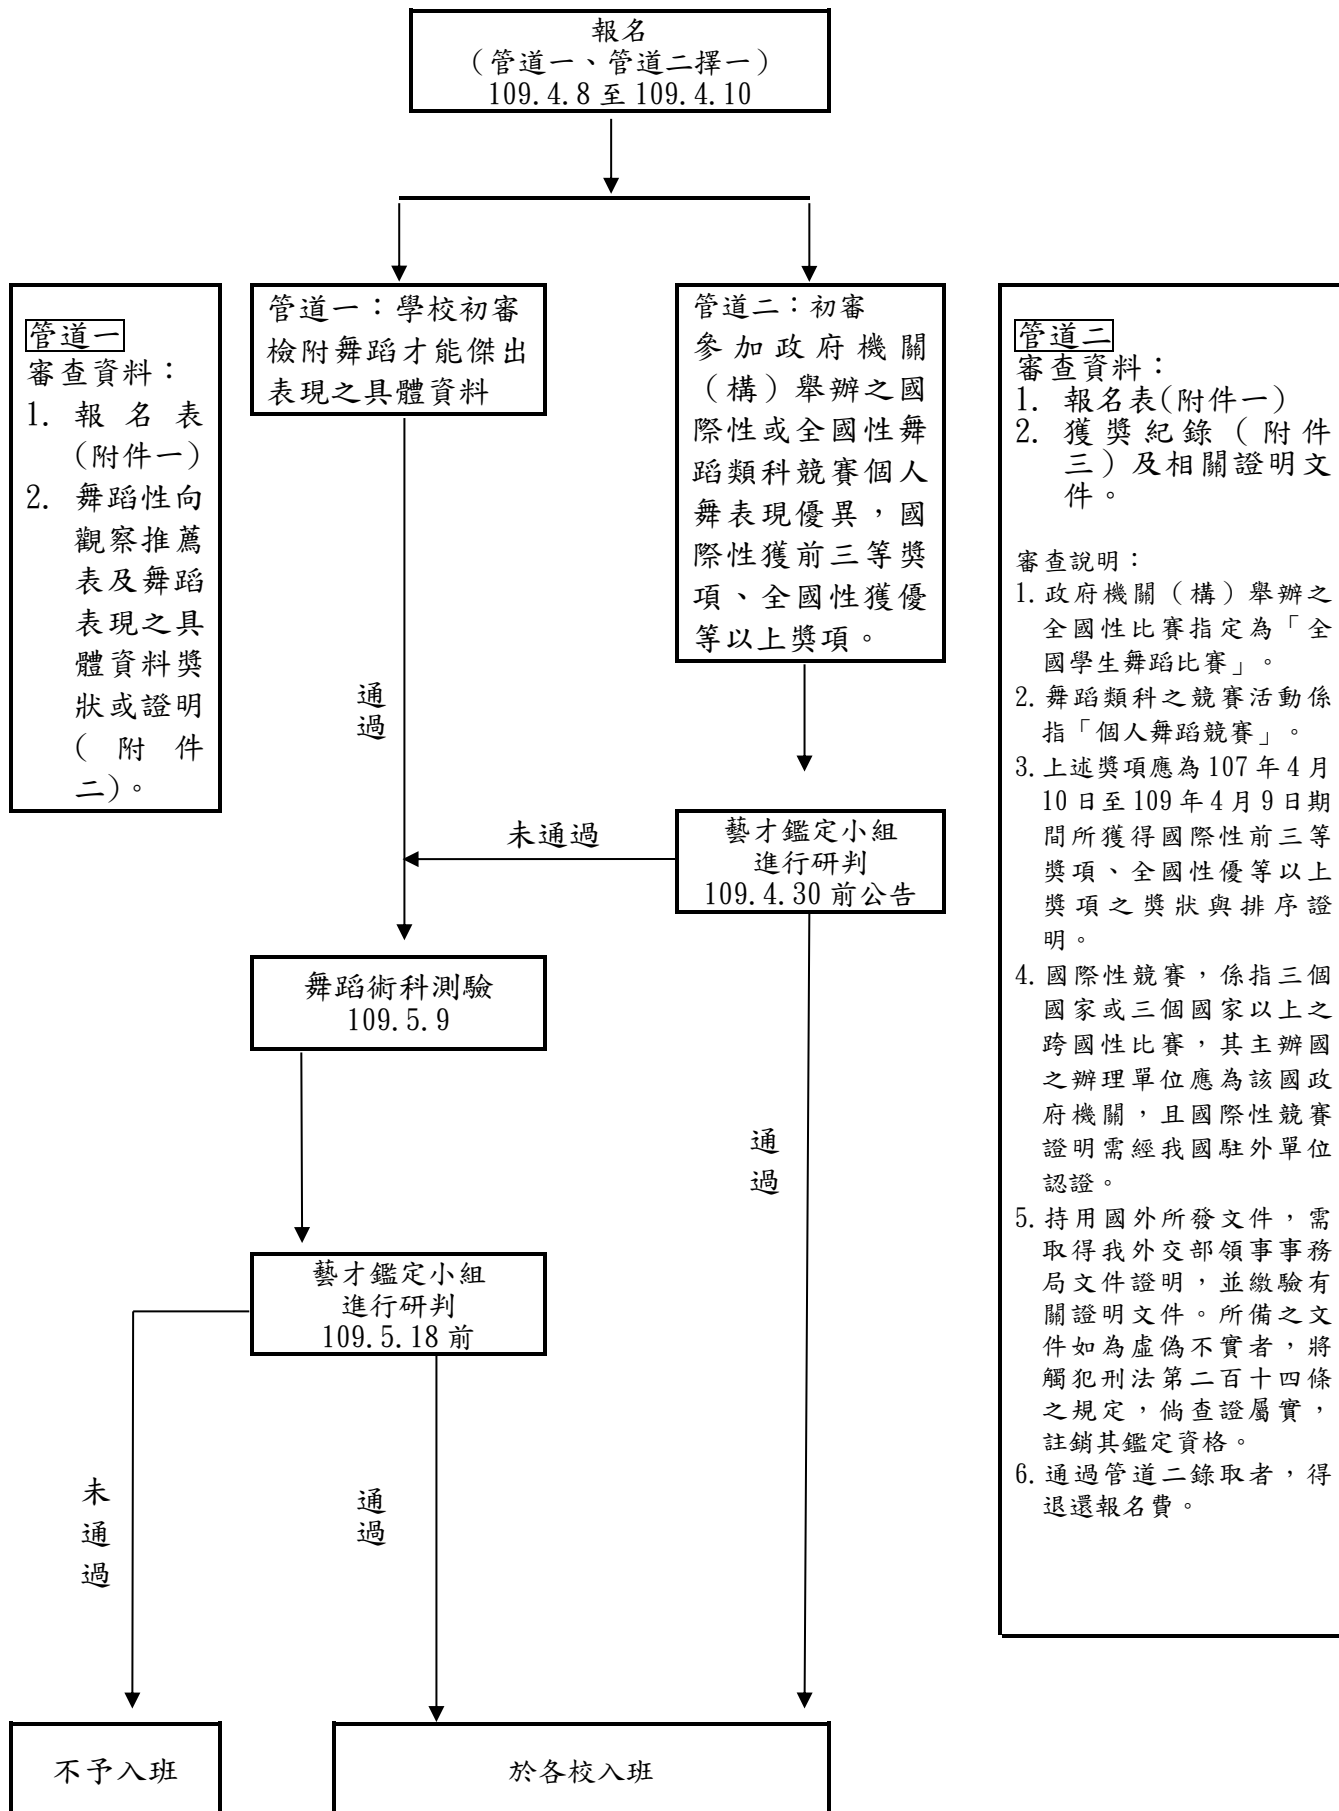 報名
（管道一、管道二擇一）
109.4.8 至 109.4.10
管道一
審查資料：
1. 報名表
(附件一)
2. 舞蹈性向
觀察推薦
表及舞蹈
表現之具
體資料獎
狀或證明
(附件
二)。
管道一：學校初審
檢附舞蹈才能傑出
表現之具體資料
管道二：初審
參加政府機關
（構）舉辦之國
際性或全國性舞
蹈類科競賽個人
舞表現優異，國
際性獲前三等獎
項、全國性獲優
等以上獎項。
管道二
審查資料：
1. 報名表(附件一)
2. 獲獎紀錄（附件
三）及相關證明文
件。
審查說明：
1.政府機關（構）舉辦之
全國性比賽指定為「全
國學生舞蹈比賽」。
2.舞蹈類科之競賽活動係
指「個人舞蹈競賽」。
3.上述獎項應為 107 年 4 月
10 日至 109 年 4 月 9 日期
間所獲得國際性前三等
獎項、全國性優等以上
獎項之獎狀與排序證
明。
4.國際性競賽，係指三個
國家或三個國家以上之
跨國性比賽，其主辦國
之辦理單位應為該國政
府機關，且國際性競賽
證明需經我國駐外單位
認證。
5.持用國外所發文件，需
取得我外交部領事事務
局文件證明，並繳驗有
關證明文件。所備之文
件如為虛偽不實者，將
觸犯刑法第二百十四條
之規定，倘查證屬實，
註銷其鑑定資格。
6.通過管道二錄取者，得
退還報名費。
通
過
未通過
藝才鑑定小組
進行研判
109.4.30 前公告
舞蹈術科測驗
109.5.9
通
過
藝才鑑定小組
進行研判
109.5.18 前
未
通
過
通
過
不予入班
於各校入班